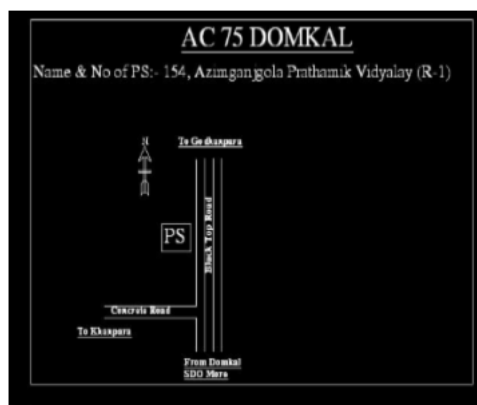 AC 75 DOMKAL
Name & No of PS:- 154, Azimganjgola Prathamik Vidyalay (R-1)
N
To
PS
Black Top Road
Concrete Road
To Khanpara
From Domkal
SDO More